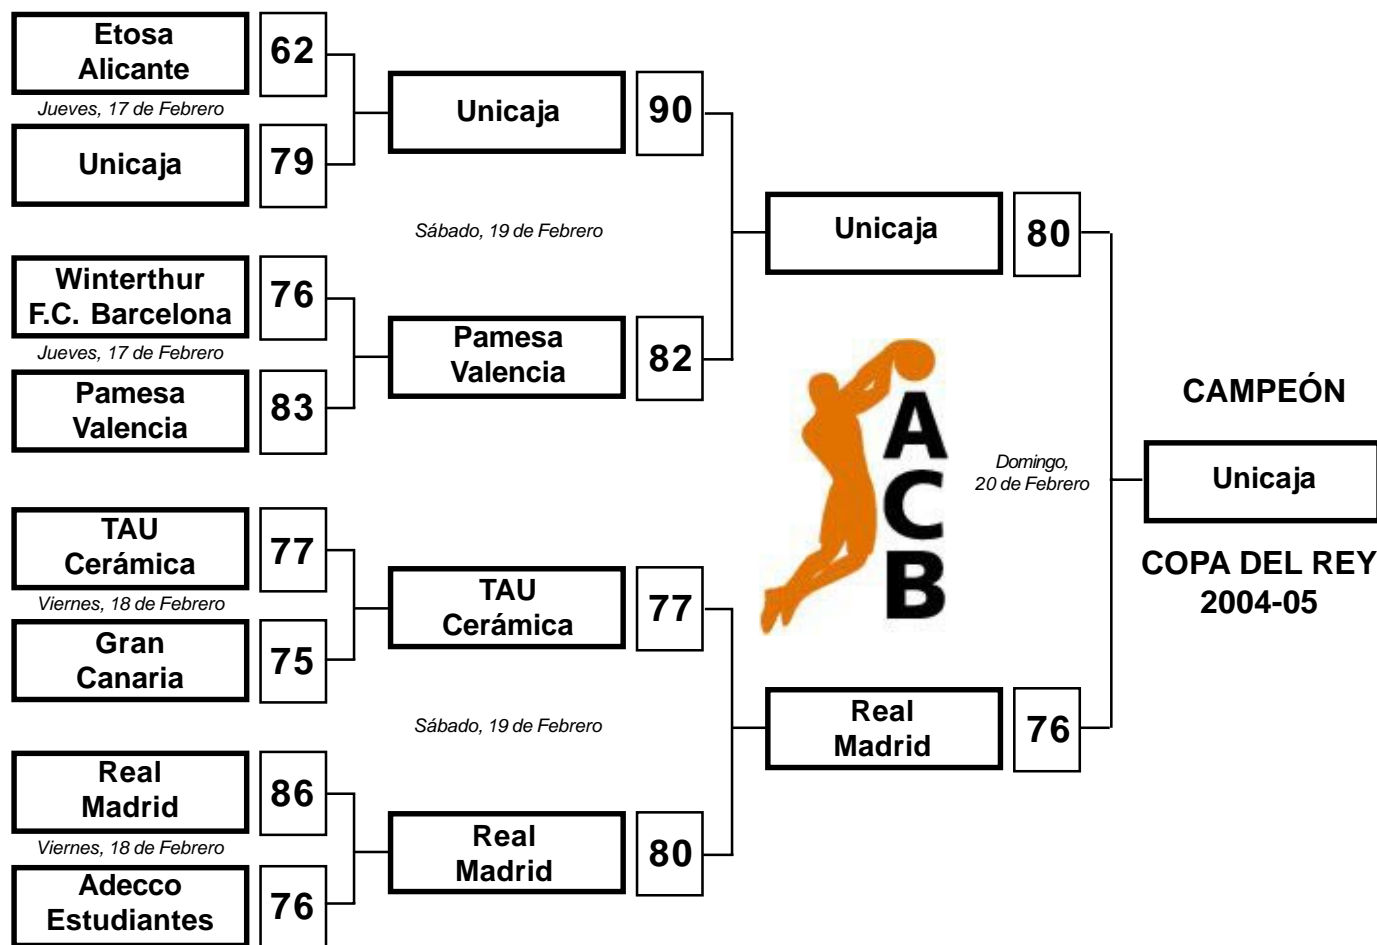 Etosa
Alicante
62
Jueves, 17 de Febrero
Unicaja
79
Winterthur
F.C. Barcelona
76
Jueves, 17 de Febrero
Pamesa
Valencia
83
TAU
Cerámica
77
Viernes, 18 de Febrero
Gran
Canaria
75
Real
Madrid
86
Viernes, 18 de Febrero
Adecco
Estudiantes
76
Unicaja
90
Sábado, 19 de Febrero
Pamesa
Valencia
82
TAU
Cerámica
77
Sábado, 19 de Febrero
Real
Madrid
80
Unicaja
80
ACB
Domingo,
20 de Febrero
Real
Madrid
76
CAMPEÓN
Unicaja
COPA DEL REY
2004-05